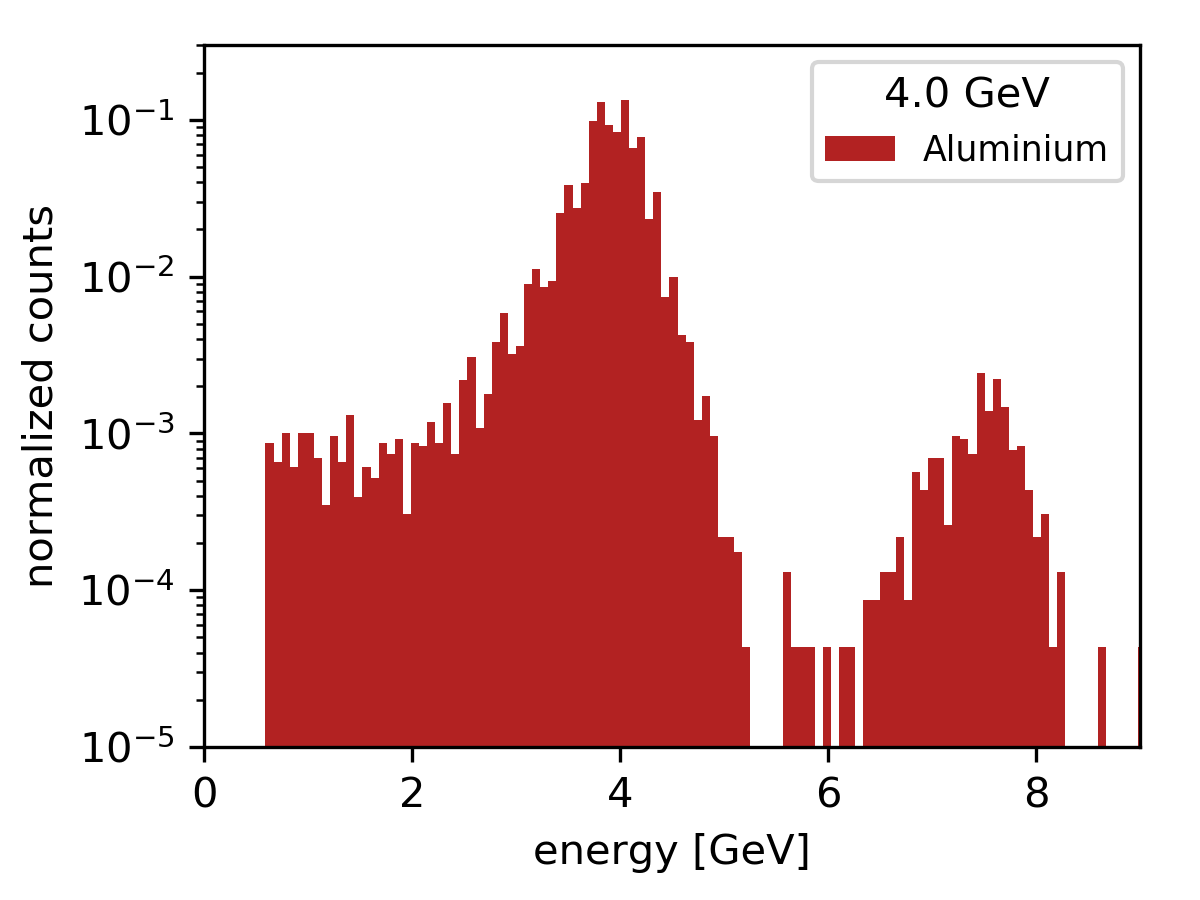 4.0 GeV
Aluminium
normalized counts
10⁻¹
10⁻²
10⁻³
10⁻⁴
10⁻⁵
0 2 4 6 8
energy [GeV]